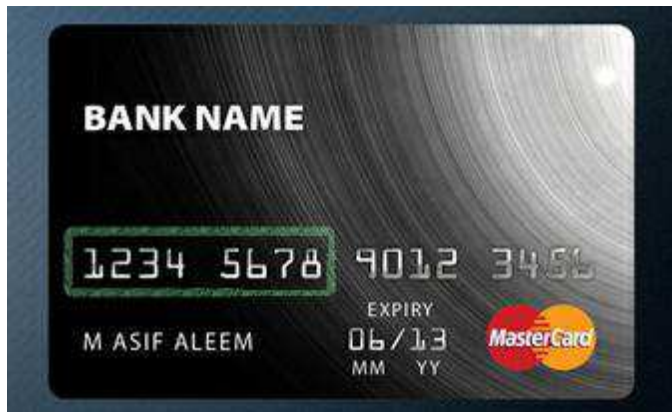 BANK NAME
1234 5678 9012 3456
EXPIRY
M ASIF ALEEM 06/13
MM YY
MasterCard